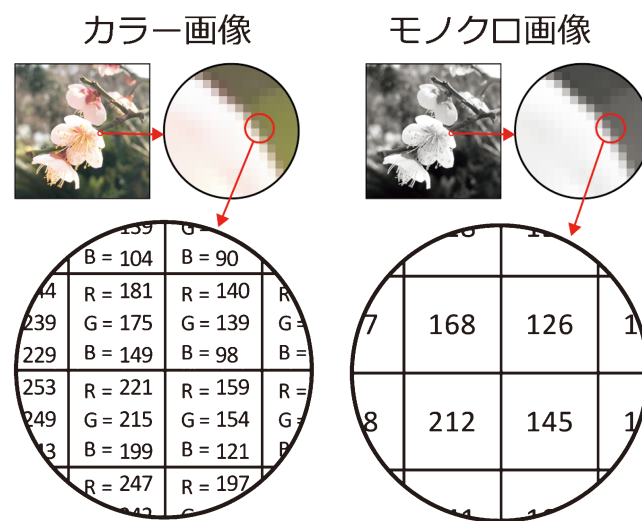 カラー画像
モノクロ画像
B = 104
B = 90
R = 181
R = 140
239
G = 175
G = 139
G =
229
B = 149
B = 98
B =
253
R = 221
R = 159
R =
249
G = 215
G = 154
G =
B = 199
B = 121
R = 247
R = 197
168
126
212
145